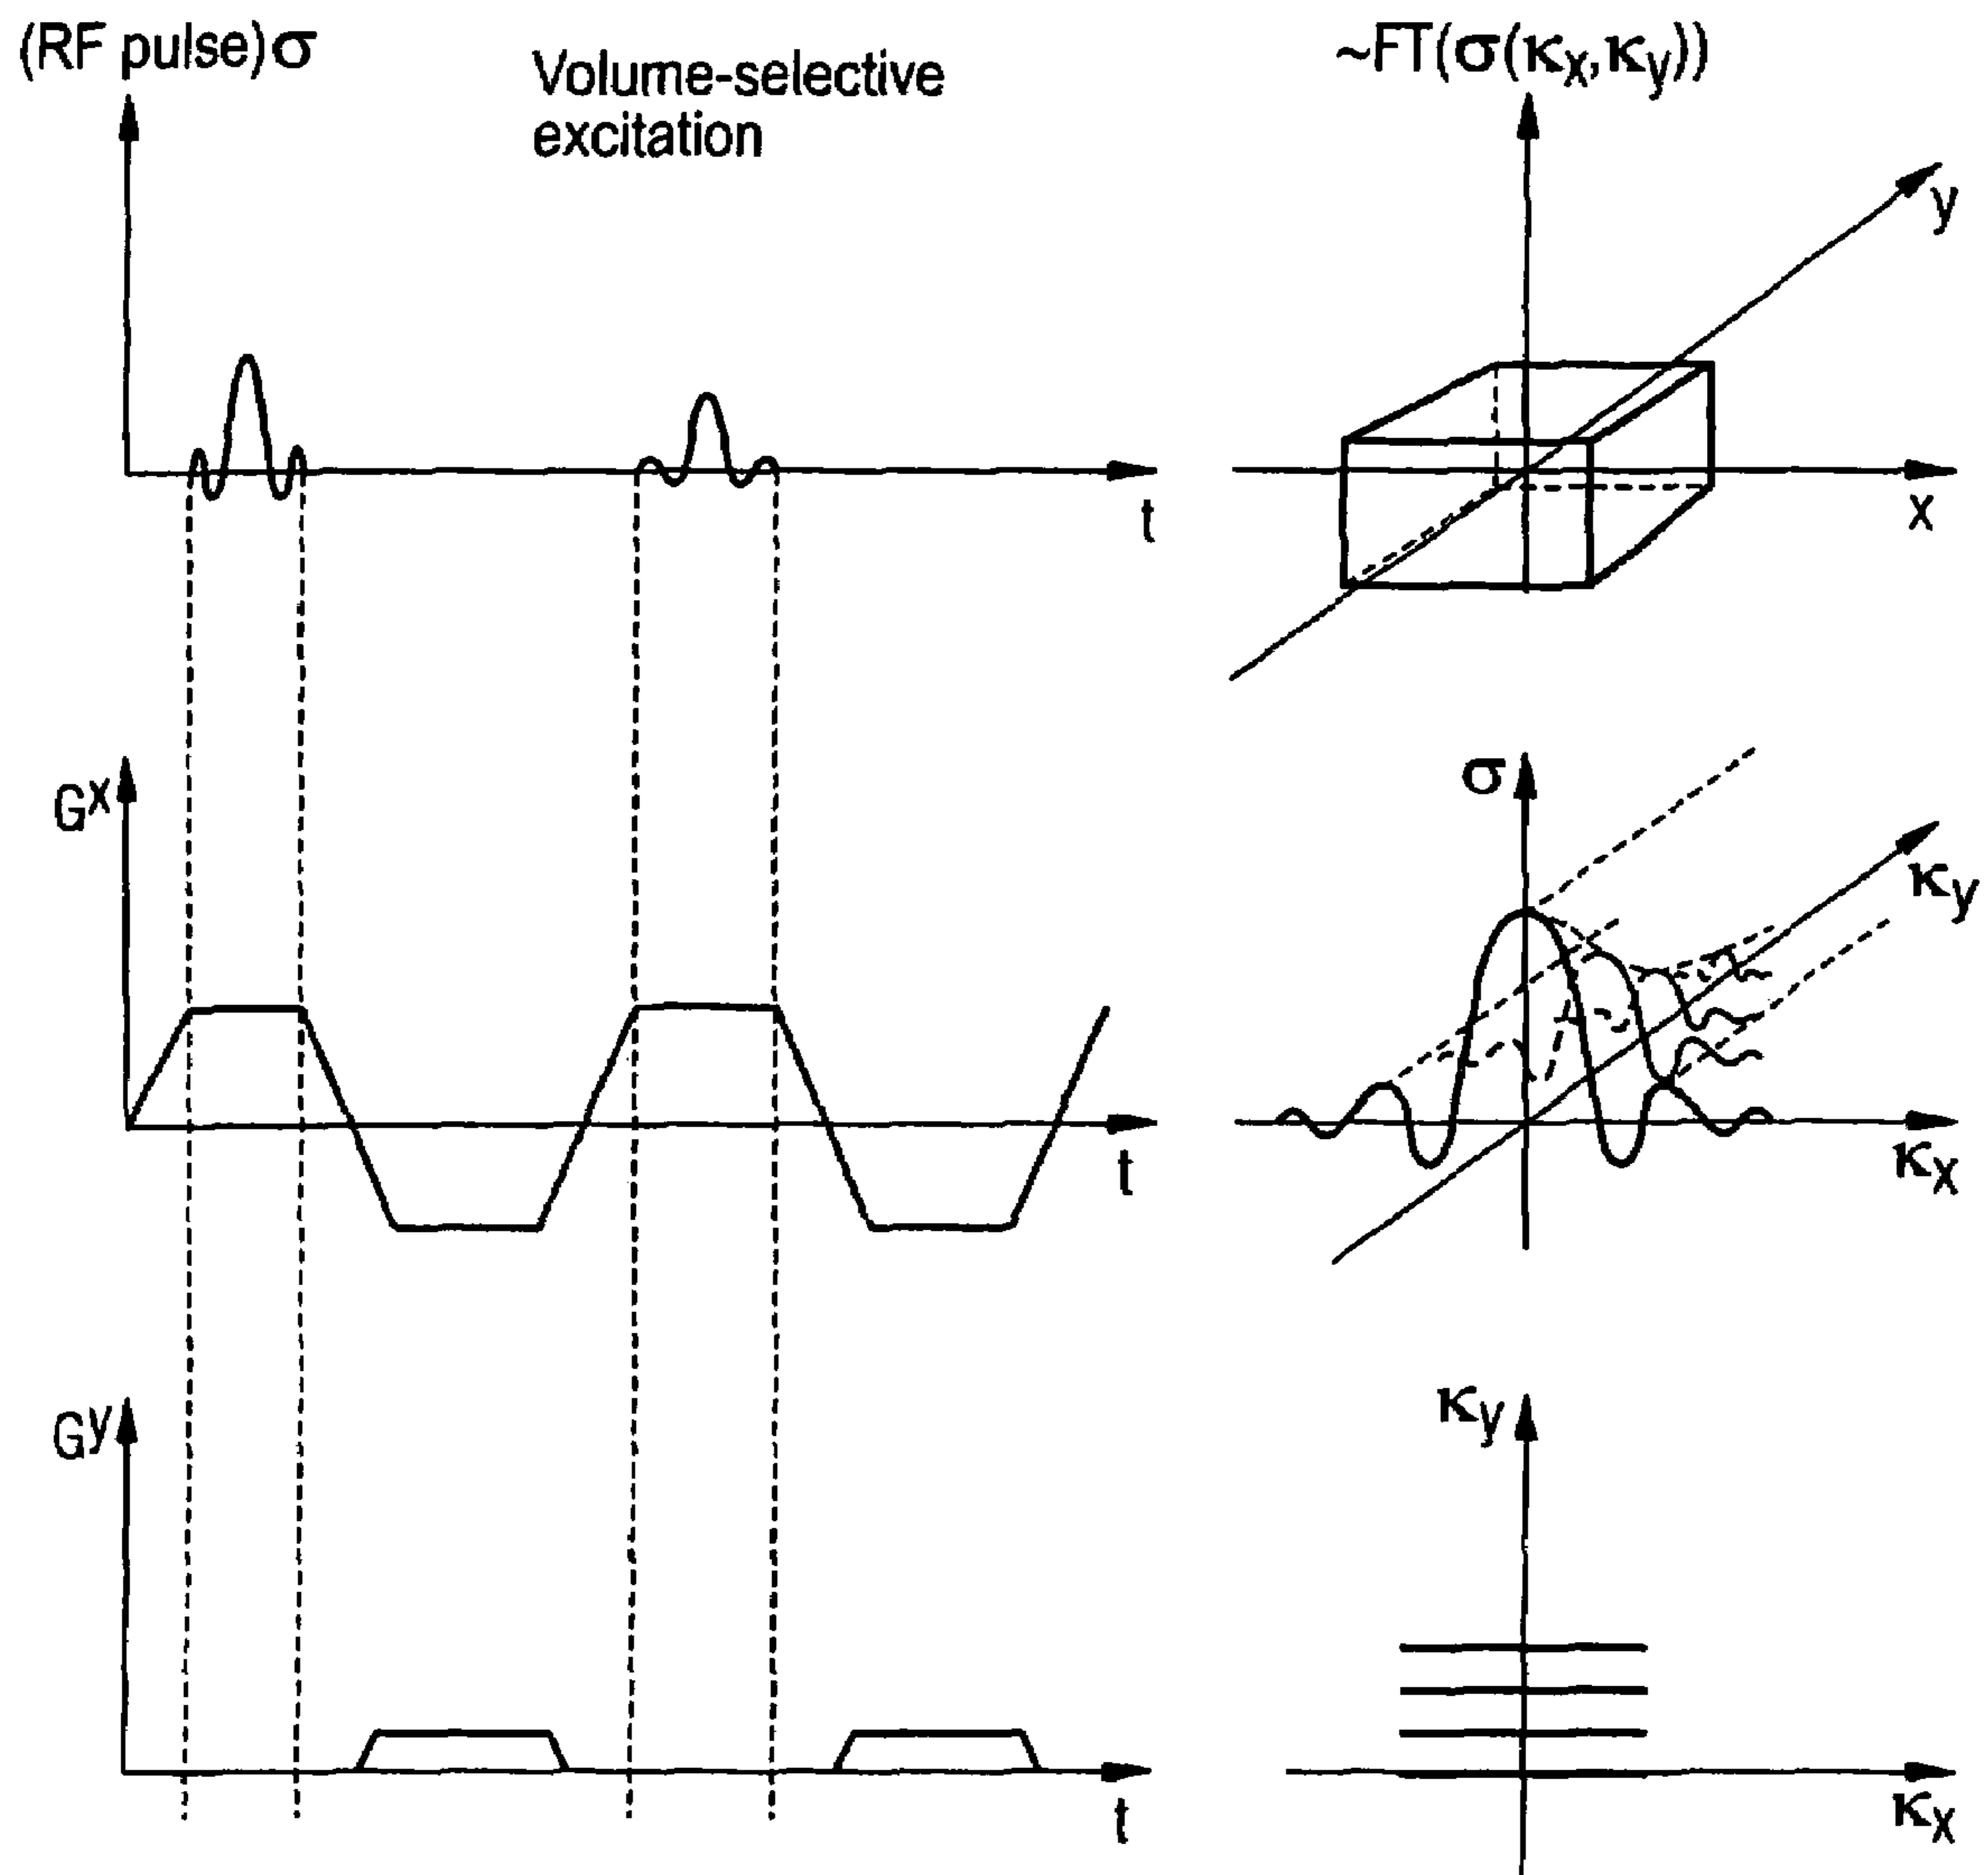 (RF pulse)σ
Volume-selective
excitation
~FT(σ(κx,κy))
y
t
x
Gx
σ
κy
t
κx
Gy
κy
t
κx